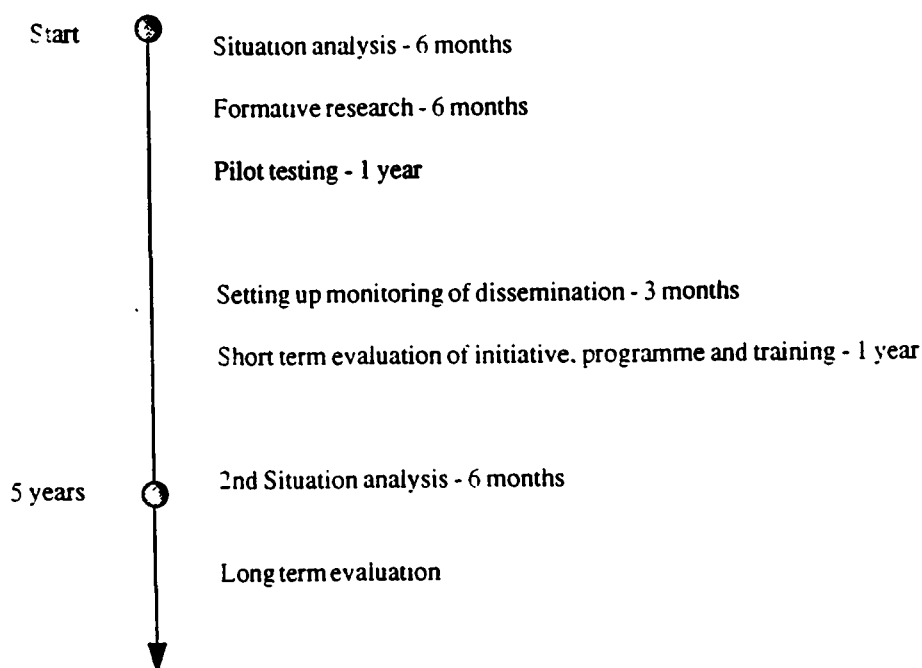 Start
Situation analysis - 6 months
Formative research - 6 months
Pilot testing - 1 year
Setting up monitoring of dissemination - 3 months
Short term evaluation of initiative, programme and training - 1 year
5 years
2nd Situation analysis - 6 months
Long term evaluation